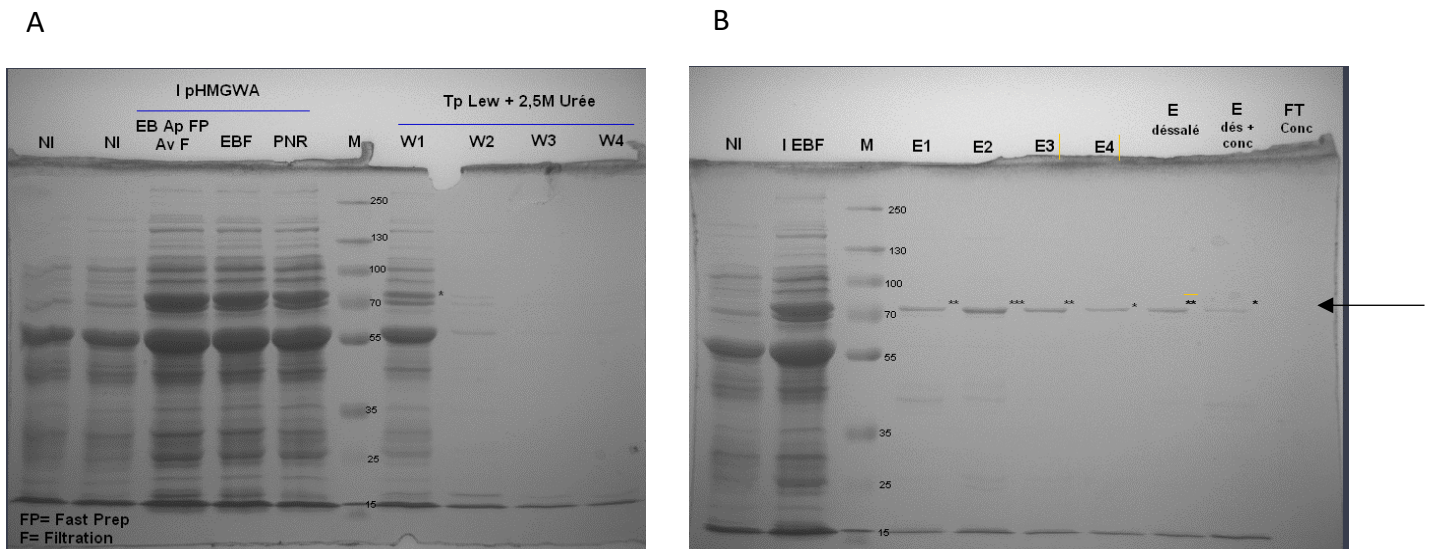 A
I pHMGWA
Tp Lew + 2,5M Urée
NI
NI
EB Ap FP
Av F
EBF
PNR
M
W1
W2
W3
W4
250
130
100
*
70
55
35
25
15
FP= Fast Prep
F= Filtration
B
NI
I EBF
M
E1
E2
E3
E4
E
déssalé
E
dés +
conc
FT
Conc
250
130
100
70
** *** ** * ** *
55
35
25
15